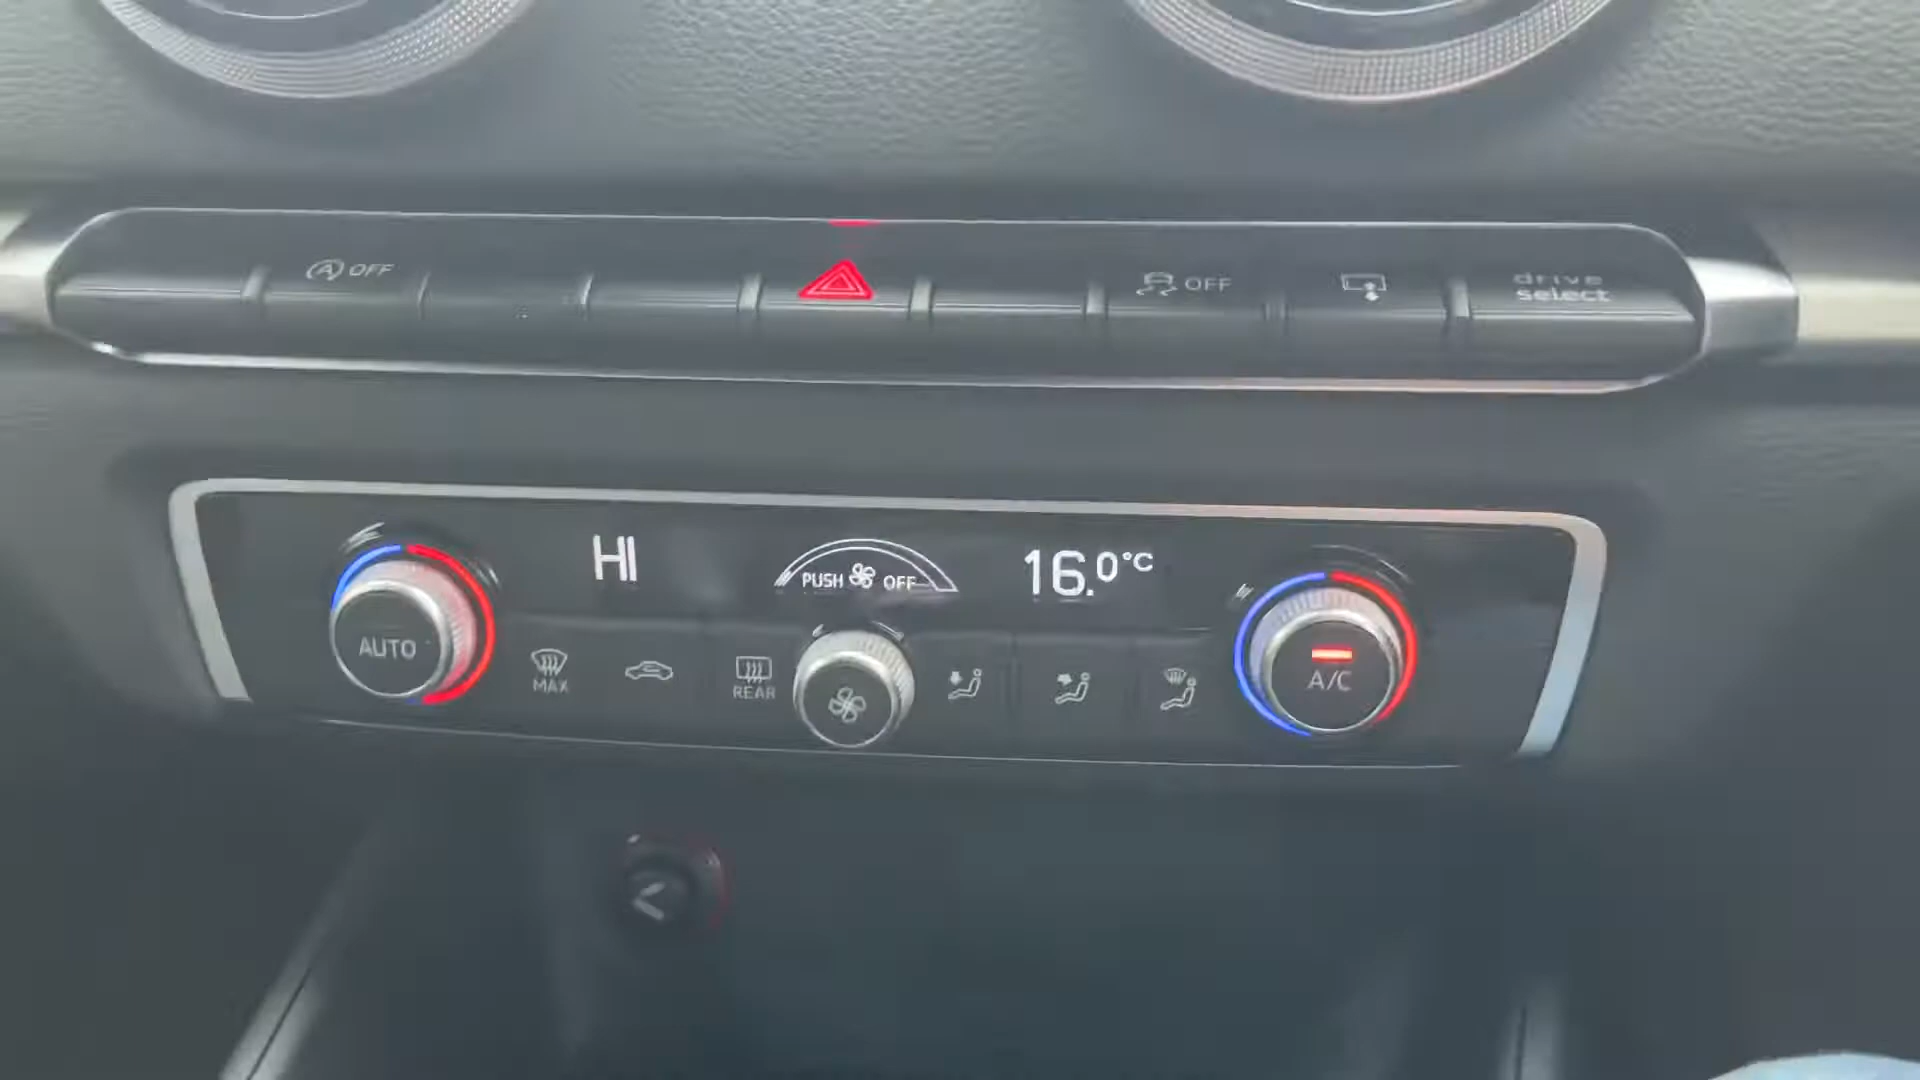 A OFF
OFF
drive
select
HI
PUSH OFF
16.0°C
AUTO
MAX
REAR
A/C